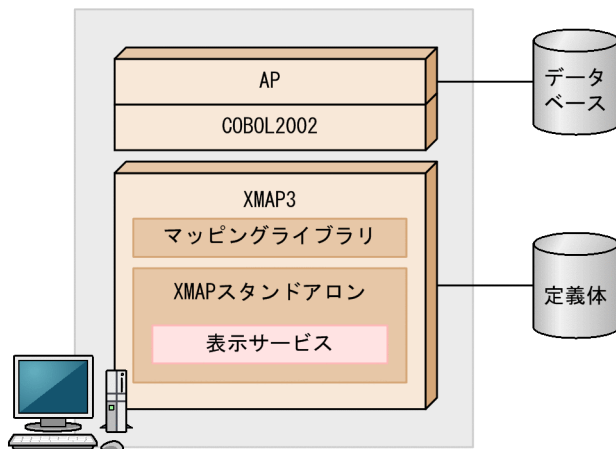 AP
COBOL2002
データ
ベース
XMAP3
マッピングライブラリ
XMAPスタンドアロン
表示サービス
定義体